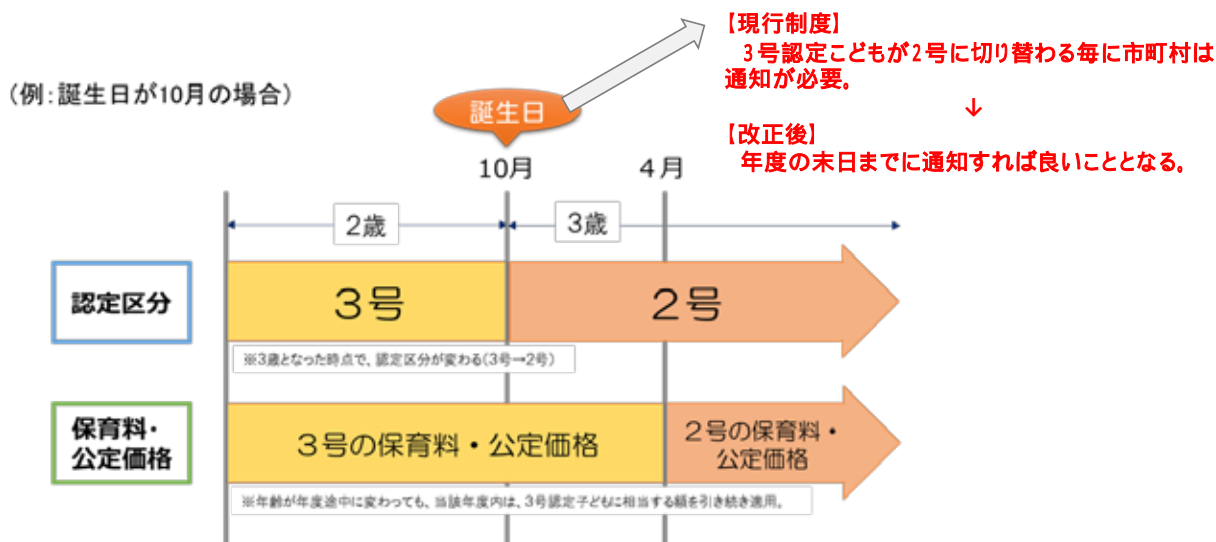 【現行制度】
3号認定こどもが2号に切り替わる毎に市町村は
通知が必要。
↓
【改正後】
年度の末日までに通知すれば良いこととなる。
（例:誕生日が10月の場合）
誕生日
10月
4月
2歳
3歳
認定区分
3号
2号
※3歳となった時点で、認定区分が変わる(3号→2号)
保育料・
公定価格
3号の保育料・公定価格
2号の保育料・
公定価格
※年齢が年度途中に変わっても、当該年度内は、3号認定子どもに相当する額を引き続き適用。